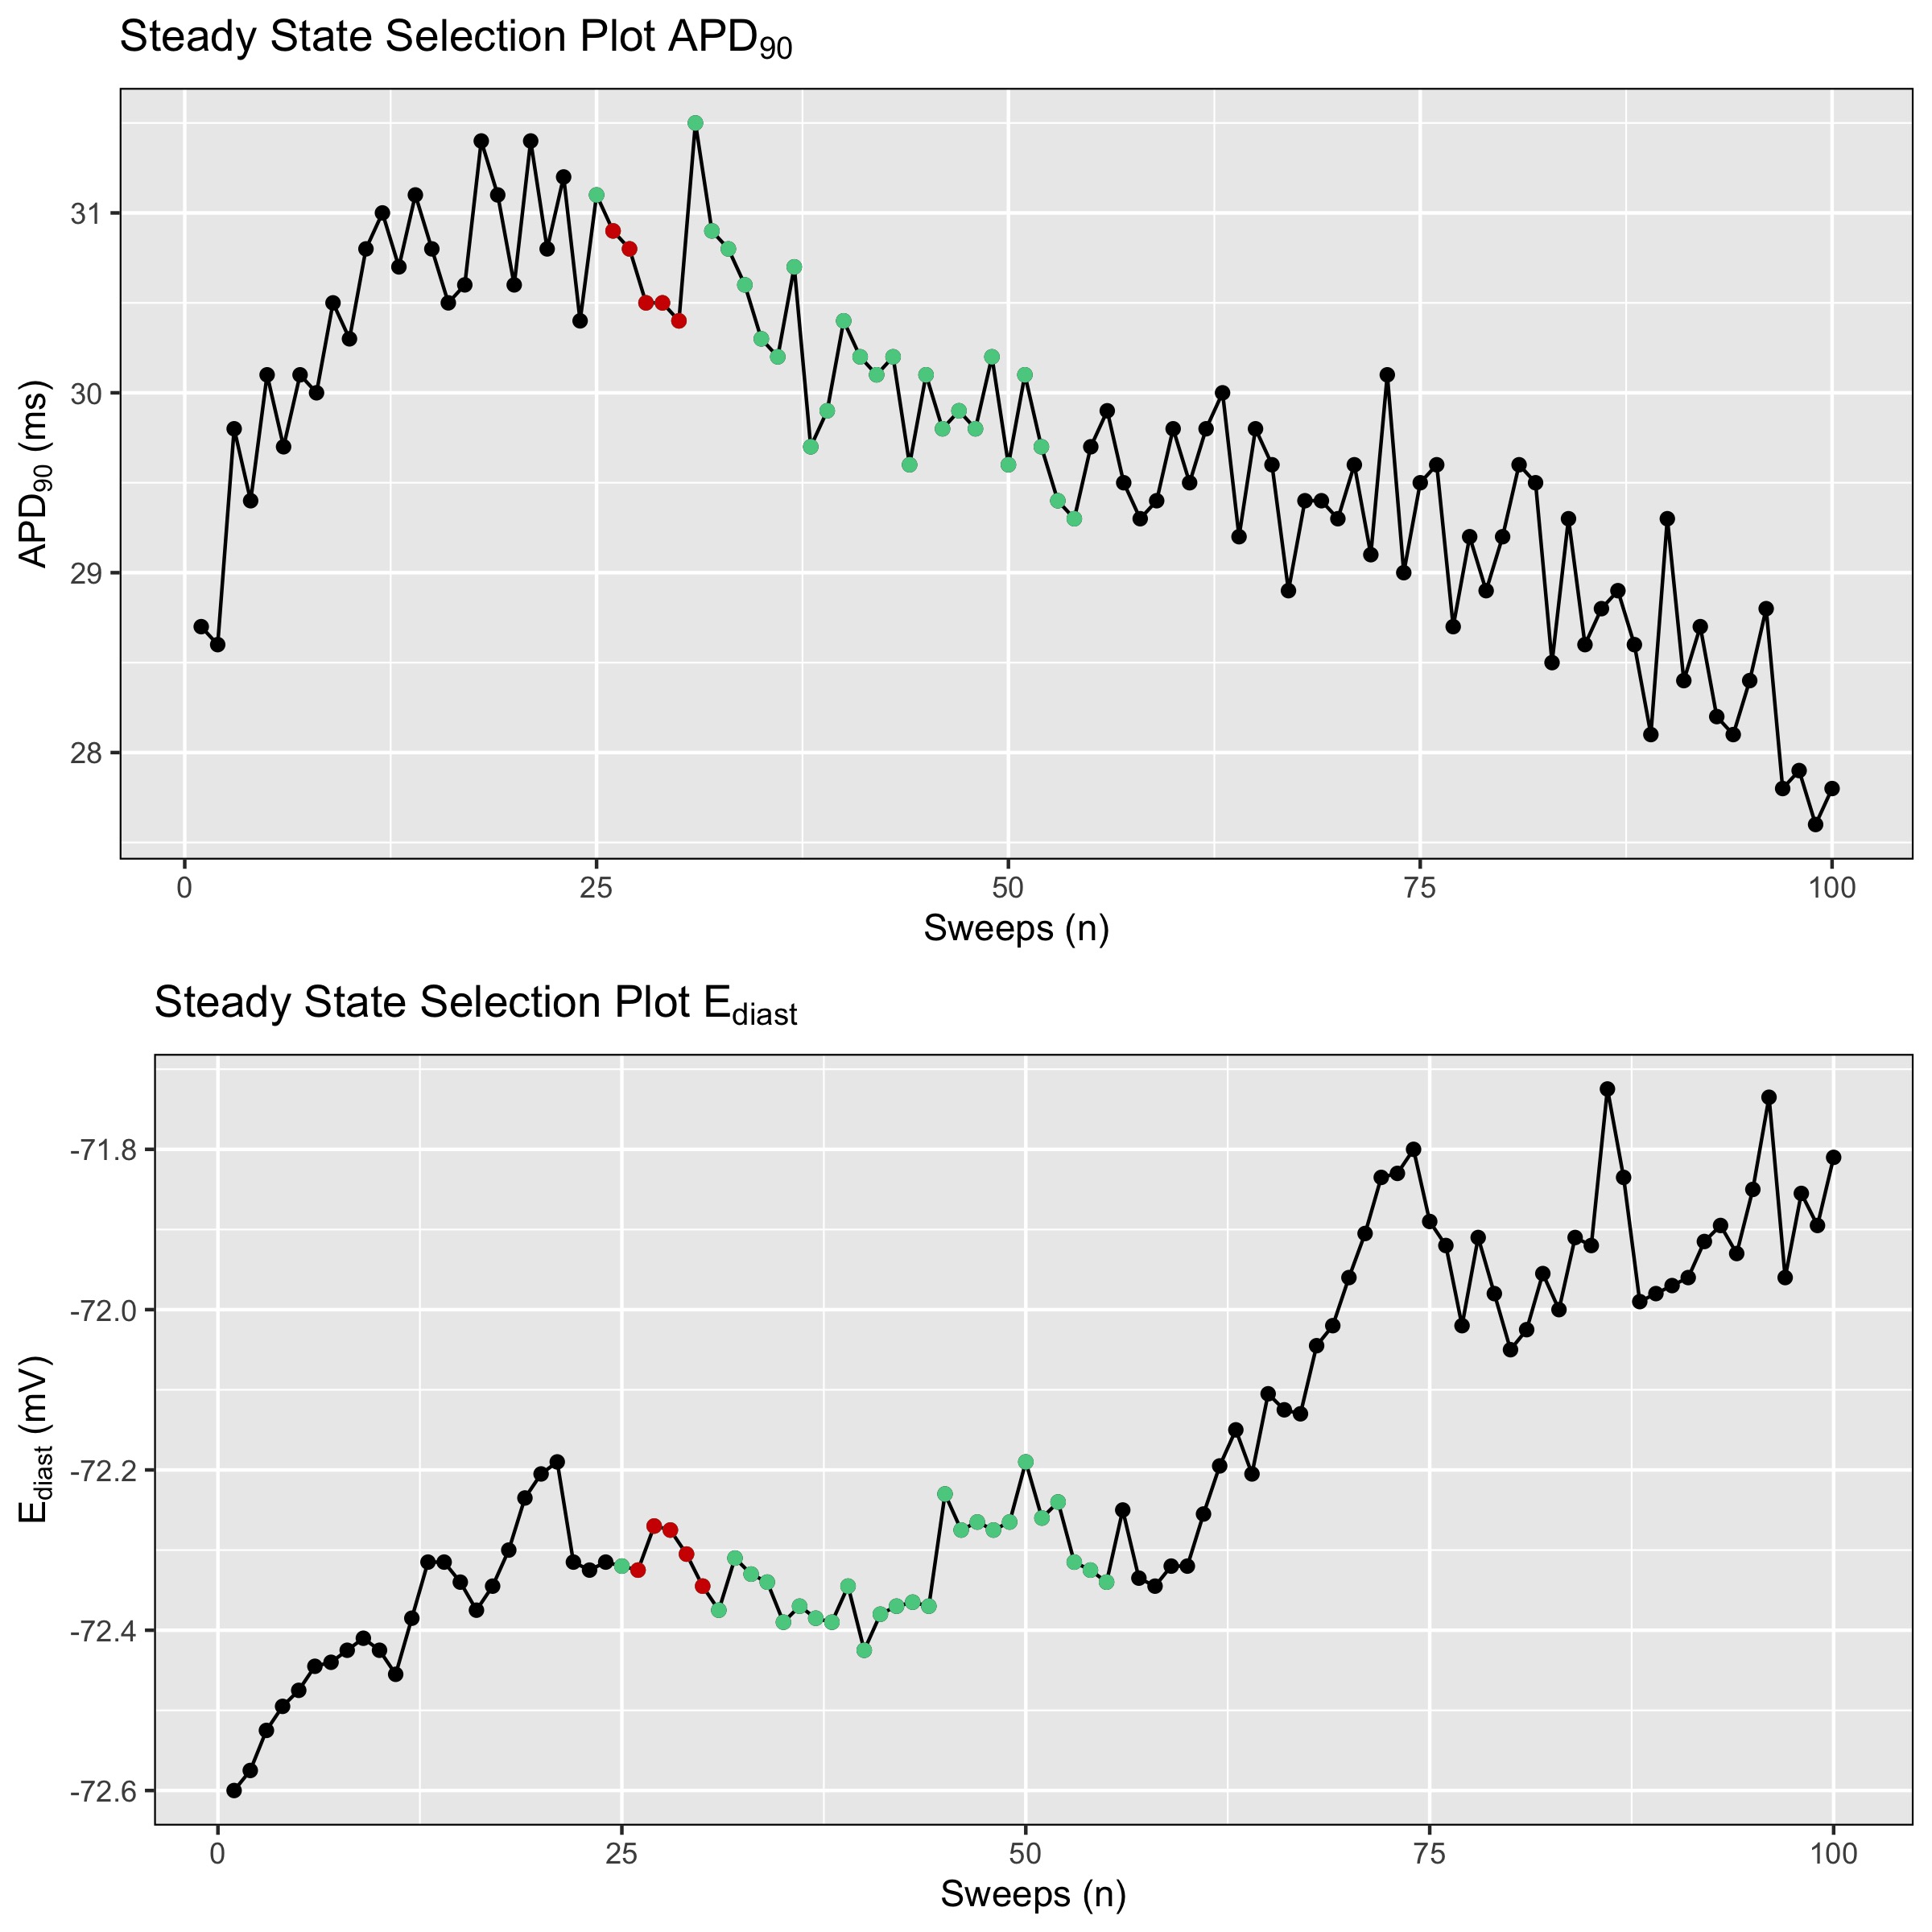 Steady State Selection Plot APD90
31
30
29
28
APD90 (ms)
0 25 50 75 100
Sweeps (n)
Steady State Selection Plot Ediast
-71.8
-72.0
-72.2
-72.4
-72.6
Ediast (mV)
0 25 50 75 100
Sweeps (n)